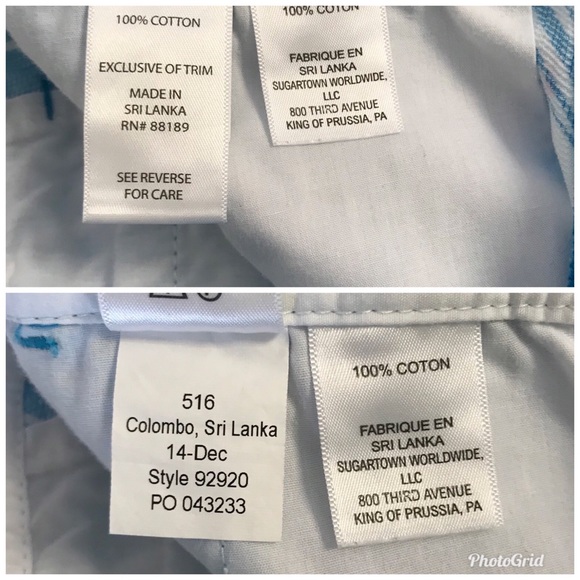 100% COTTON
EXCLUSIVE OF TRIM
MADE IN
SRI LANKA
RN# 88189
SEE REVERSE
FOR CARE
100% COTON
FABRIQUE EN
SRI LANKA
SUGARTOWN WORLDWIDE,
LLC
800 THIRD AVENUE
KING OF PRUSSIA, PA
516
Colombo, Sri Lanka
14-Dec
Style 92920
PO 043233
100% COTON
FABRIQUE EN
SRI LANKA
SUGARTOWN WORLDWIDE,
LLC
800 THIRD AVENUE
KING OF PRUSSIA, PA
PhotoGrid